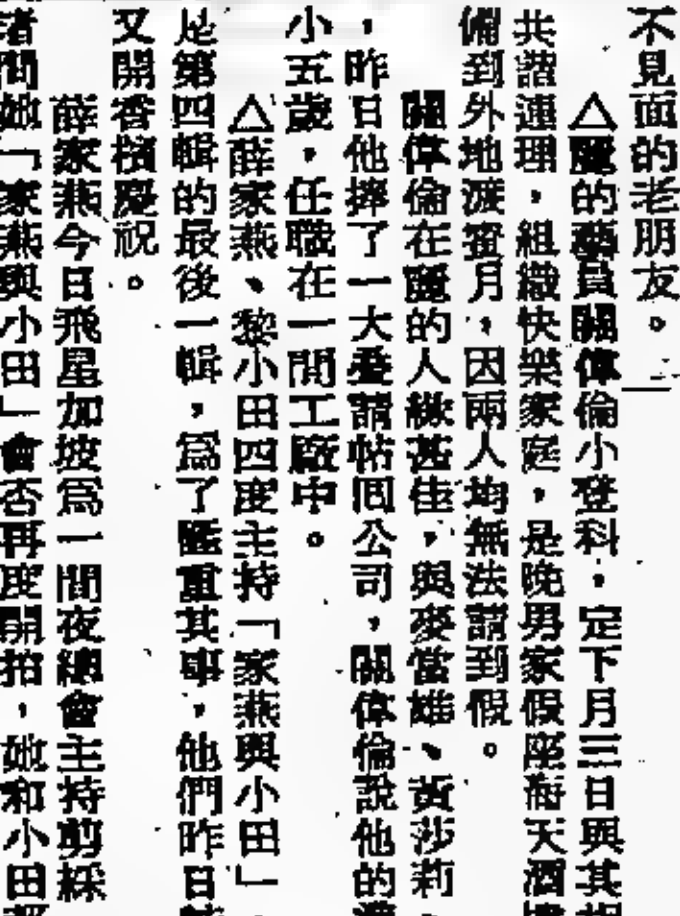 不見面的老朋友。
△麗的藝員關偉倫小登科，定下月三日與其
共諧連理，組織快樂家庭，是晚男家假座海天酒
備到外地渡蜜月，因兩人均無法請到假。
關偉倫在麗的人緣甚佳，與麥當雄、黃莎莉
，昨日他捧了一大疊請帖囘公司，關偉倫說他的
小五歲，任職在一間工廠中。
△薛家燕、黎小田四度主持「家燕與小田」，
是第四輯的最後一輯，爲了隆重其事，他們昨日
又開香檳慶祝。
薛家燕今日飛星加坡爲一間夜總會主持剪綵
者問她「家燕與小田」會否再度開拍，她和小田